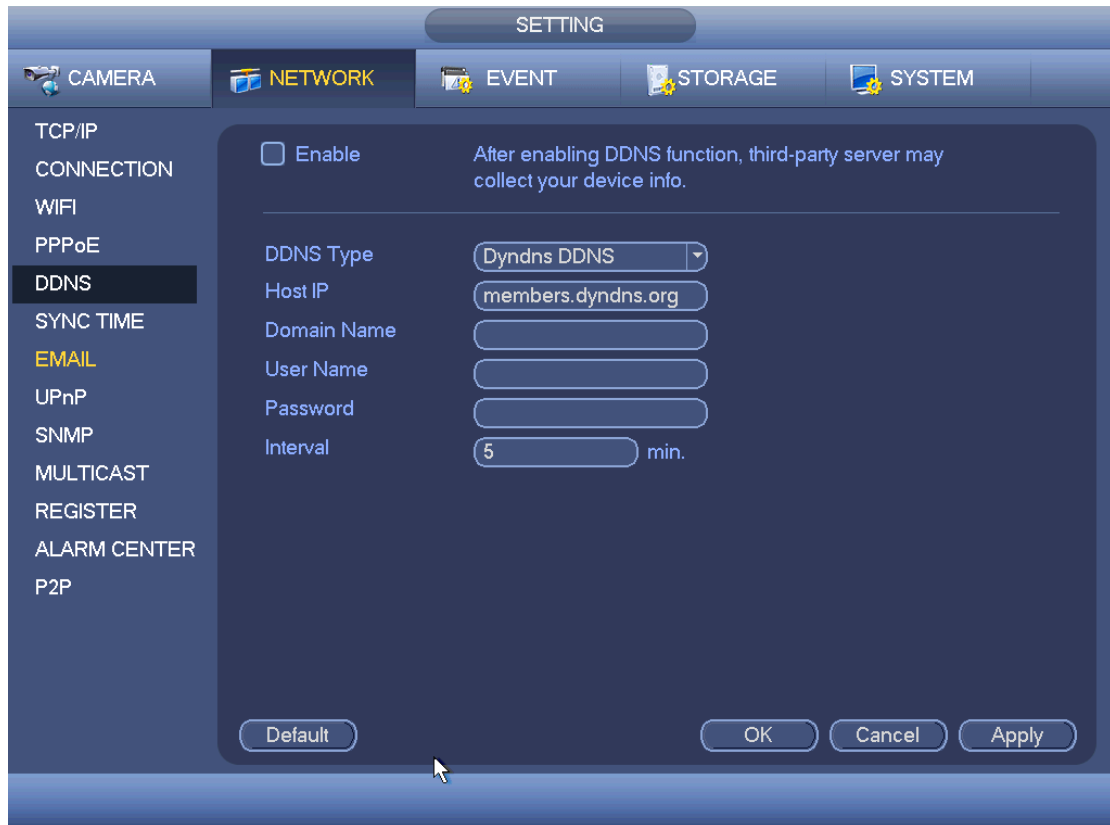 SETTING
CAMERA
NETWORK
EVENT
STORAGE
SYSTEM
TCP/IP
CONNECTION
WIFI
PPPoE
DDNS
SYNC TIME
EMAIL
UPnP
SNMP
MULTICAST
REGISTER
ALARM CENTER
P2P
Enable
After enabling DDNS function, third-party server may
collect your device info.
DDNS Type
Dyndns DDNS
Host IP
members.dyndns.org
Domain Name
User Name
Password
Interval
5
min.
Default
OK
Cancel
Apply